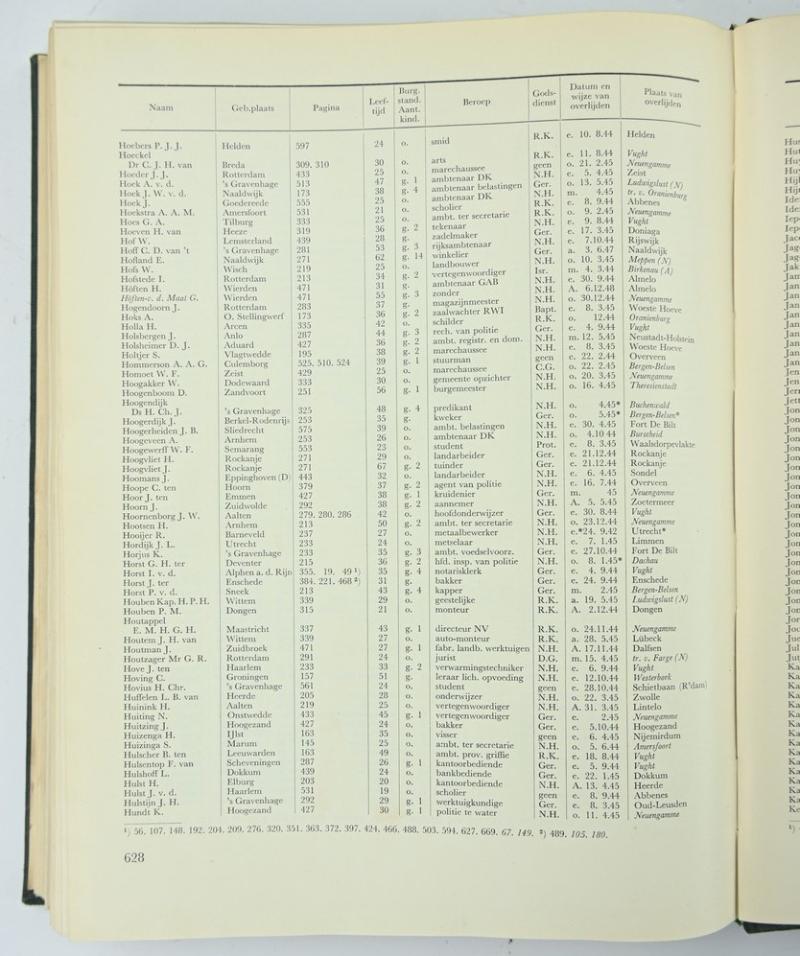 Naam Geb.plaats Pagina Leef-tijd Burg. stand. Aant. kind. Beroep Gods-dienst Datum en wijze van overlijden Plaats van overlijden
Hoebers P. J. J. Helden 597 24 o. smid R.K. e. 10. 8.44 Helden
Hoeckel
Dr C. J. H. van Breda 309. 310 30 o. arts R.K. e. 11. 8.44 Vught
Hoeder J. J. Rotterdam 433 25 o. marechaussee geen o. 21. 2.45 Neuengamme
Hoek A. v. d. 's Gravenhage 513 47 g. 1 ambtenaar DK N.H. e. 5. 4.45 Zeist
Hoek J. W. v. d. Naaldwijk 173 38 g. 4 ambtenaar belastingen Ger. o. 13. 5.45 Ludwigslust (N)
Hoek J. Goedereede 555 25 o. ambtenaar DK N.H. m. 4.45 tr. v. Oranienburg
Hoekstra A. A. M. Amersfoort 531 21 o. scholier R.K. e. 8. 9.44 Abbenes
Hoes G. A. Tilburg 333 25 o. ambt. ter secretarie R.K. o. 9. 2.45 Neuengamme
Hoeven H. van Heeze 319 36 g. 2 tekenaar N.H. e. 9. 8.44 Vught
Hof W. Lemsterland 439 28 g. zadelmaker Ger. e. 17. 3.45 Doniaga
Hoff C. D. van 't 's Gravenhage 281 53 g. 3 rijksambtenaar N.H. e. 7.10.44 Rijswijk
Hofland E. Naaldwijk 271 62 g. 14 winkelier Ger. a. 3. 6.47 Naaldwijk
Hofs W. Wisch 219 25 o. landbouwer N.H. o. 10. 3.45 Meppen (N)
Hofstede I. Rotterdam 213 34 g. 2 vertegenwoordiger Isr. m. 4. 3.44 Birkenau (A)
Höften H. Wierden 471 31 g. ambtenaar GAB N.H. e. 30. 9.44 Almelo
Höften-v. d. Maat G. Wierden 471 55 g. 3 zonder N.H. A. 6.12.48 Almelo
Hogendoorn J. Rotterdam 283 37 g. magazijnmeester N.H. o. 30.12.44 Neuengamme
Hoks A. O. Stellingwerf 173 36 g. 2 zaalwachter RWI Bapt. e. 8. 3.45 Woeste Hoeve
Holla H. Arcen 335 42 o. schilder R.K. o. 12.44 Oranienburg
Holsbergen J. Anlo 287 44 g. 3 rech. van politie Ger. e. 4. 9.44 Vught
Holsheimer D. J. Aduard 427 36 g. 2 ambt. registr. en dom. N.H. m. 12. 5.45 Neustadt-Holstein
Holtjer S. Vlagtwedde 195 38 g. 2 marechaussee N.H. e. 8. 3.45 Woeste Hoeve
Hommerson A. A. G. Culemborg 525. 510. 524 39 g. 1 stuurman geen e. 22. 2.44 Overveen
Homoet W. F. Zeist 429 25 o. marechaussee C.G. o. 22. 2.45 Bergen-Belsen
Hoogakker W. Dodewaard 333 30 o. gemeente opzichter N.H. o. 20. 3.45 Neuengamme
Hoogenboom D. Zandvoort 251 56 g. 1 burgemeester N.H. o. 16. 4.45 Theresienstadt
Hoogendijk
Ds H. Ch. J. 's Gravenhage 325 48 g. 4 predikant N.H. o. 4.45* Buchenwald
Hoogerdijk J. Berkel-Rodenrijs 253 35 g. kweker Ger. o. 5.45* Bergen-Belsen*
Hoogerheiden J. B. Sliedrecht 575 39 o. ambt. belastingen N.H. e. 30. 4.45 Fort De Bilt
Hoogeveen A. Arnhem 253 26 o. ambtenaar DK N.H. o. 4.10 44 Burscheid
Hoogewerff W. F. Semarang 553 23 o. student Prot. e. 8. 3.45 Waalsdorpevlakte
Hoogvliet H. Rockanje 271 29 o. landarbeider Ger. e. 21.12.44 Rockanje
Hoogvliet J. Rockanje 271 67 g. 2 tuinder Ger. e. 21.12.44 Rockanje
Hoomans J. Eppinghoven (D) 443 32 o. landarbeider N.H. e. 6. 4.45 Sondel
Hoope C. ten Hoorn 379 37 g. 2 agent van politie N.H. e. 16. 7.44 Overveen
Hoor J. ten Emmen 427 38 g. 1 kruidenier Ger. m. 45 Neuengamme
Hoorn J. Zuidwolde 292 38 g. 2 aannemer N.H. A. 5. 5.45 Zoetermeer
Hoornenborg J. W. Aalten 279. 280. 286 42 o. hoofdonderwijzer Ger. e. 30. 8.44 Vught
Hootsen H. Arnhem 213 50 g. 2 ambt. ter secretarie N.H. o. 23.12.44 Neuengamme
Hooijer R. Barneveld 237 27 o. metaalbewerker N.H. e.*24. 9.42 Utrecht*
Hordijk J. L. Utrecht 233 24 o. metselaar N.H. e. 7. 1.45 Limmen
Horjus K. 's Gravenhage 233 35 g. 3 ambt. voedselvoorz. Ger. e. 27.10.44 Fort De Bilt
Horst G. H. ter Deventer 215 36 g. 2 hfd. insp. van politie N.H. o. 8. 1.45* Dachau
Horst I. v. d. Alphen a. d. Rijn 355. 19. 49 ¹) 35 g. 4 notarisklerk Ger. e. 4. 9.44 Vught
Horst J. ter Enschede 384. 221. 468 ²) 31 g. bakker Ger. e. 24. 9.44 Enschede
Horst P. v. d. Sneek 213 43 g. 4 kapper Ger. m. 2.45 Bergen-Belsen
Houben Kap. H. P. H. Wittem 339 29 o. geestelijke R.K. a. 19. 5.45 Ludwigslust (N)
Houben P. M. Dongen 315 21 o. monteur R.K. A. 2.12.44 Dongen
Houtappel
E. M. H. G. H. Maastricht 337 43 g. 1 directeur NV R.K. o. 24.11.44 Neuengamme
Houtem J. H. van Wittem 339 27 o. auto-monteur R.K. a. 28. 5.45 Lübeck
Houtman J. Zuidbroek 471 27 g. 1 fabr. landb. werktuigen N.H. A. 17.11.44 Dalfsen
Houtzager Mr G. R. Rotterdam 291 24 o. jurist D.G. m. 15. 4.45 tr. v. Farge (N)
Hove J. ten Haarlem 233 33 g. 2 verwarmingstechniker N.H. e. 6. 9.44 Vught
Hoving C. Groningen 157 51 g. leraar lich. opvoeding N.H. e. 12.10.44 Westerbork
Hovius H. Chr. 's Gravenhage 561 24 o. student geen e. 28.10.44 Schietbaan (R'dam)
Huffelen L. B. van Heerde 205 28 o. onderwijzer N.H. o. 22. 3.45 Zwolle
Huinink H. Aalten 219 25 o. vertegenwoordiger N.H. A. 31. 3.45 Lintelo
Huiting N. Onstwedde 433 45 g. 1 vertegenwoordiger Ger. e. 2.45 Neuengamme
Huitzing J. Hoogezand 427 24 o. bakker Ger. e. 5.10.44 Hoogezand
Huizenga H. IJlst 163 35 o. visser geen e. 6. 4.45 Nijemirdum
Huizinga S. Marum 145 25 o. ambt. ter secretarie N.H. o. 5. 6.44 Amersfoort
Hulscher B. ten Leeuwarden 163 49 o. ambt. prov. griffie R.K. e. 18. 8.44 Vught
Hulsentop F. van Scheveningen 287 26 g. 1 kantoorbediende Ger. e. 5. 9.44 Vught
Hulshoff L. Dokkum 439 24 o. bankbediende Ger. e. 22. 1.45 Dokkum
Hulst H. Elburg 203 20 o. kantoorbediende N.H. A. 13. 4.45 Heerde
Hulst J. v. d. Haarlem 531 19 o. scholier geen e. 8. 9.44 Abbenes
Hulstijn J. H. 's Gravenhage 292 29 g. 1 werktuigkundige Ger. e. 8. 3.45 Oud-Leusden
Hundt K. Hoogezand 427 30 g. 1 politie te water N.H. o. 11. 4.45 Neuengamme
¹) 56. 107. 148. 192. 204. 209. 276. 320. 351. 363. 372. 397. 424. 466. 488. 503. 594. 627. 669. 67. 149. ²) 489. 105. 180.
628